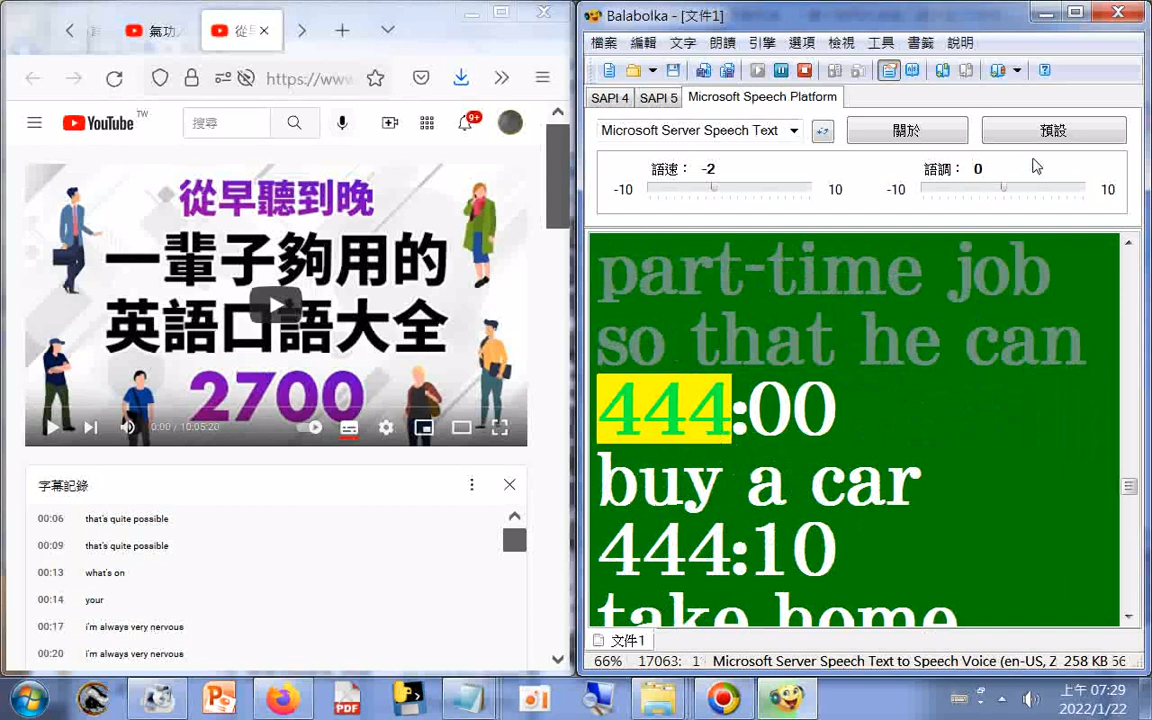 氣功
從
https://www
YouTube TW
搜尋
9+
從早聽到晚
一輩子夠用的
英語口語大全
2700
0:00 / 10:05:20
字幕記錄
00:06 that's quite possible
00:09 that's quite possible
00:13 what's on
00:14 your
00:17 i'm always very nervous
00:20 i'm always very nervous
Balabolka - [文件1]
檔案 編輯 文字 朗讀 引擎 選項 檢視 工具 書籤 說明
SAPI 4 SAPI 5 Microsoft Speech Platform
Microsoft Server Speech Text 關於 預設
語速： -2 語調： 0
-10 10 -10 10
part-time job
so that he can
444:00
buy a car
444:10
take home
文件1
66% 17063: Microsoft Server Speech Text to Speech Voice (en-US, Z 258 KB
PDF
上午 07:29
2022/1/22